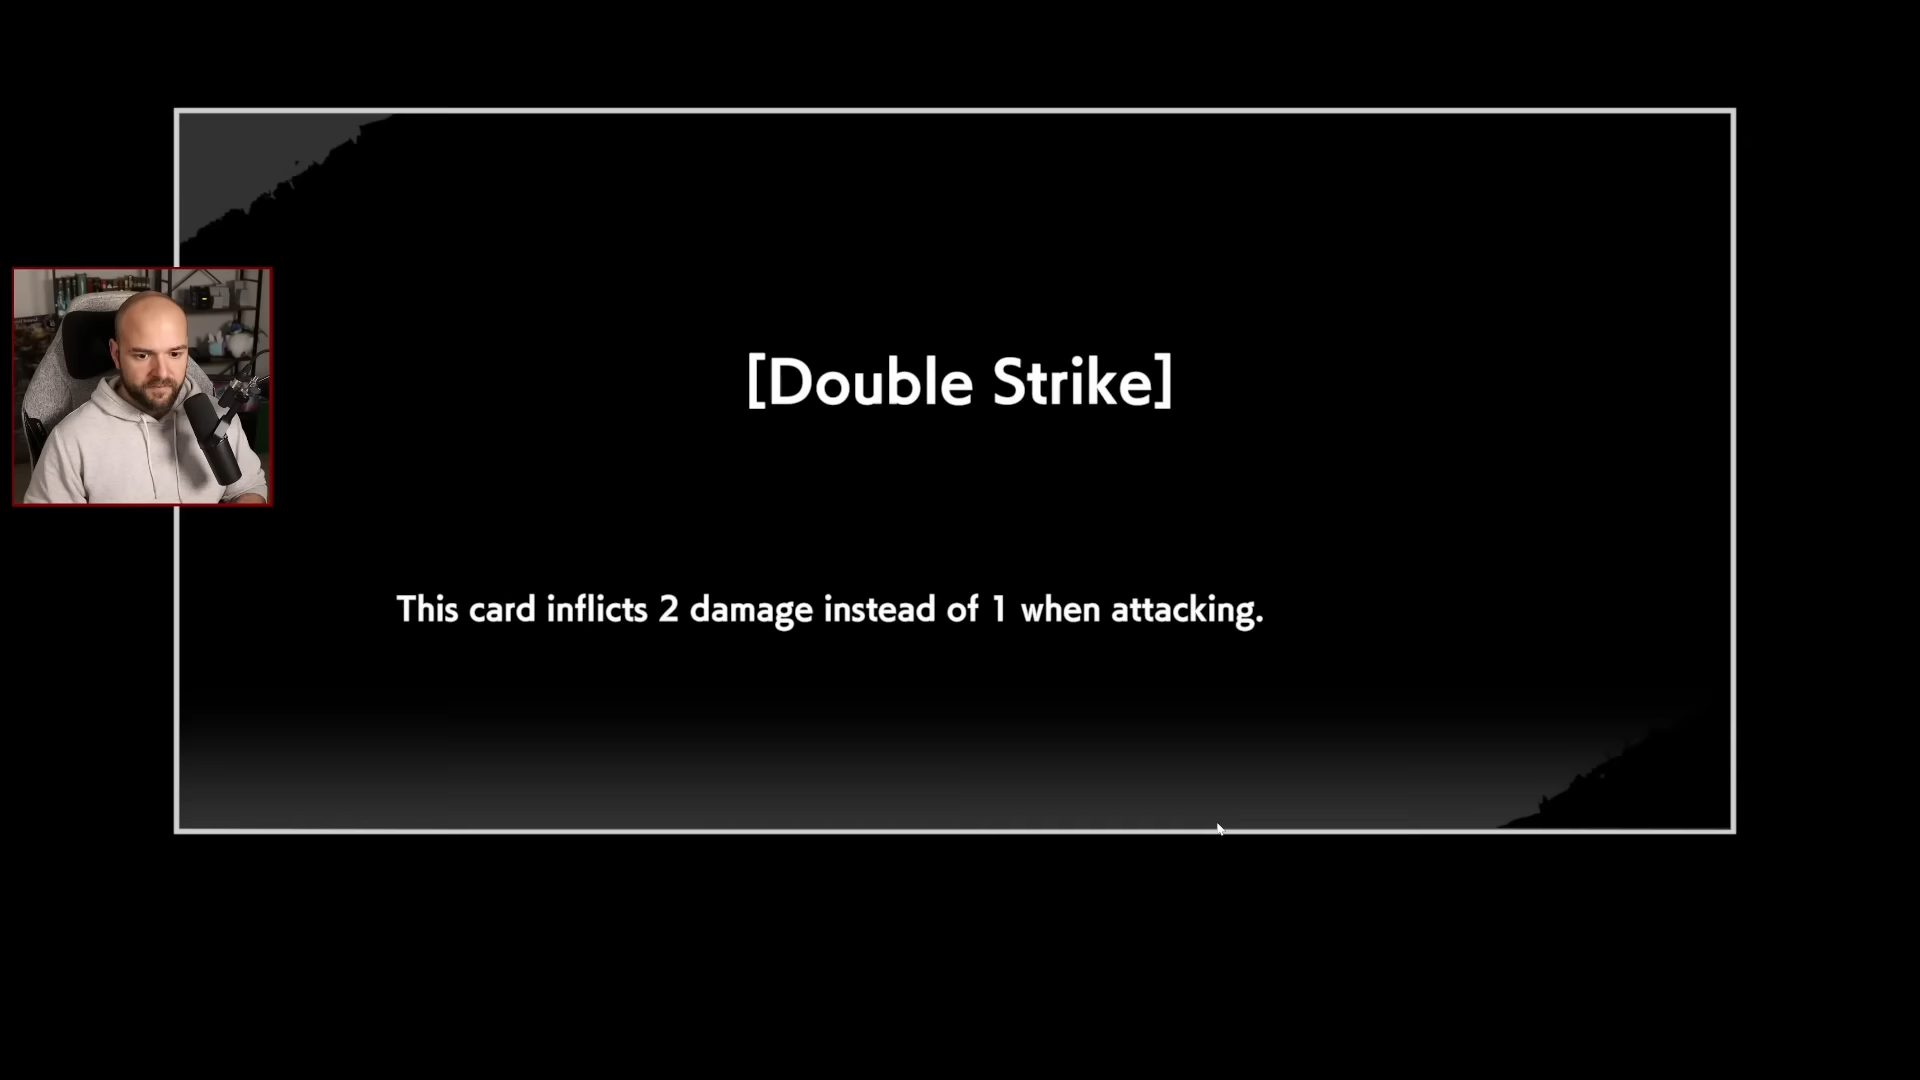 [Double Strike]
This card inflicts 2 damage instead of 1 when attacking.